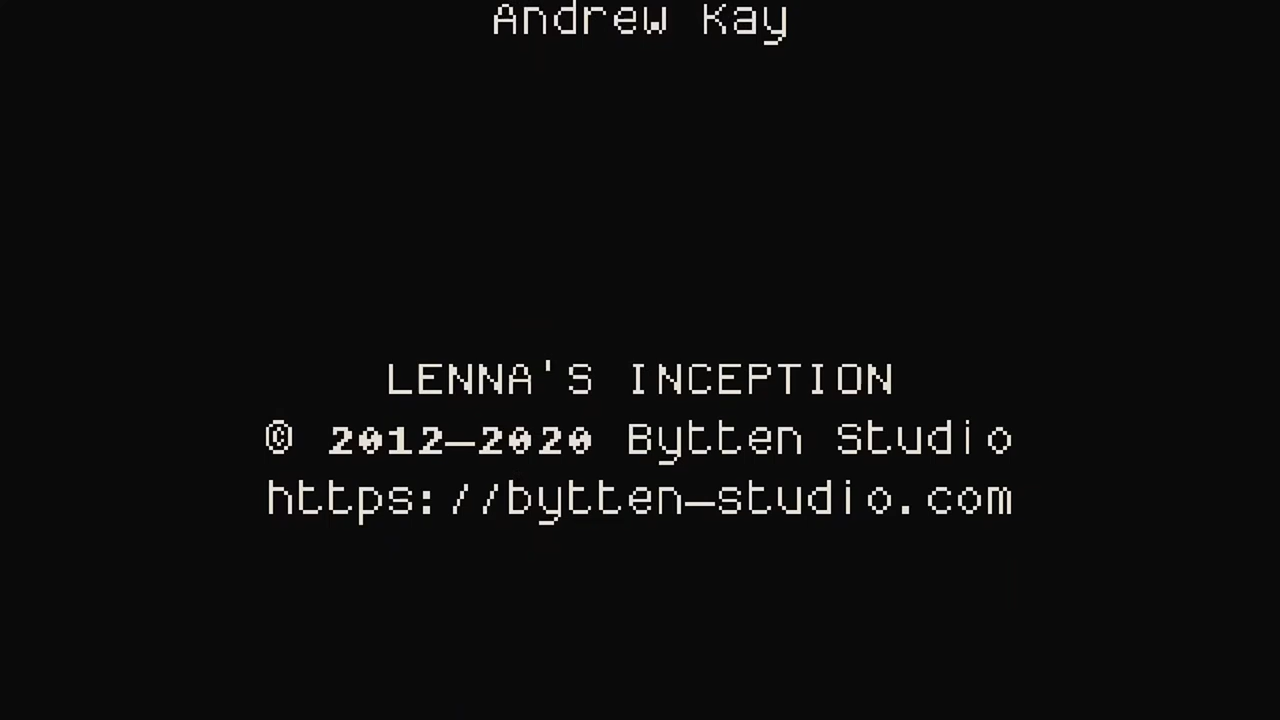 Andrew Kay
LENNA'S INCEPTION
© 2012–2020 Bytten Studio
https://bytten-studio.com